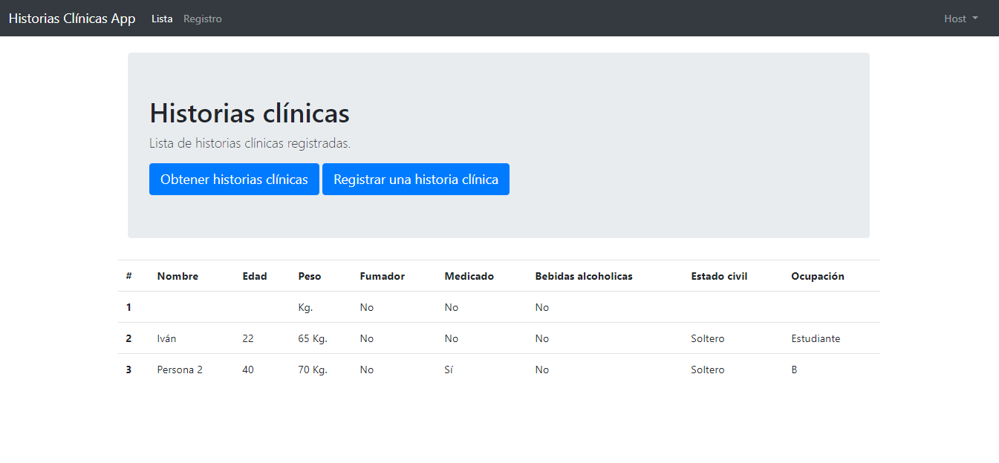 Historias Clínicas App Lista Registro Host
Historias clínicas
Lista de historias clínicas registradas.
Obtener historias clínicas Registrar una historia clínica
# Nombre Edad Peso Fumador Medicado Bebidas alcoholicas Estado civil Ocupación
1 Kg. No No No
2 Iván 22 65 Kg. No No No Soltero Estudiante
3 Persona 2 40 70 Kg. No Sí No Soltero B